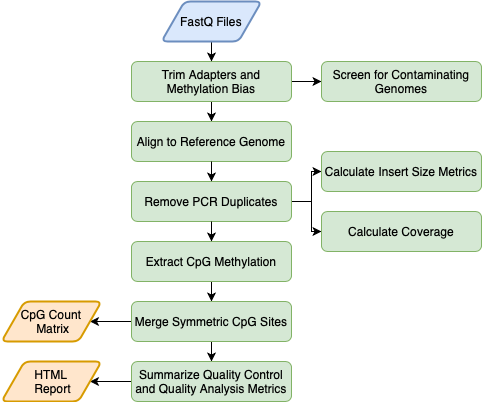 FastQ Files
Trim Adapters and
Methylation Bias
Screen for Contaminating
Genomes
Align to Reference Genome
Calculate Insert Size Metrics
Remove PCR Duplicates
Calculate Coverage
Extract CpG Methylation
CpG Count
Matrix
Merge Symmetric CpG Sites
HTML
Report
Summarize Quality Control
and Quality Analysis Metrics